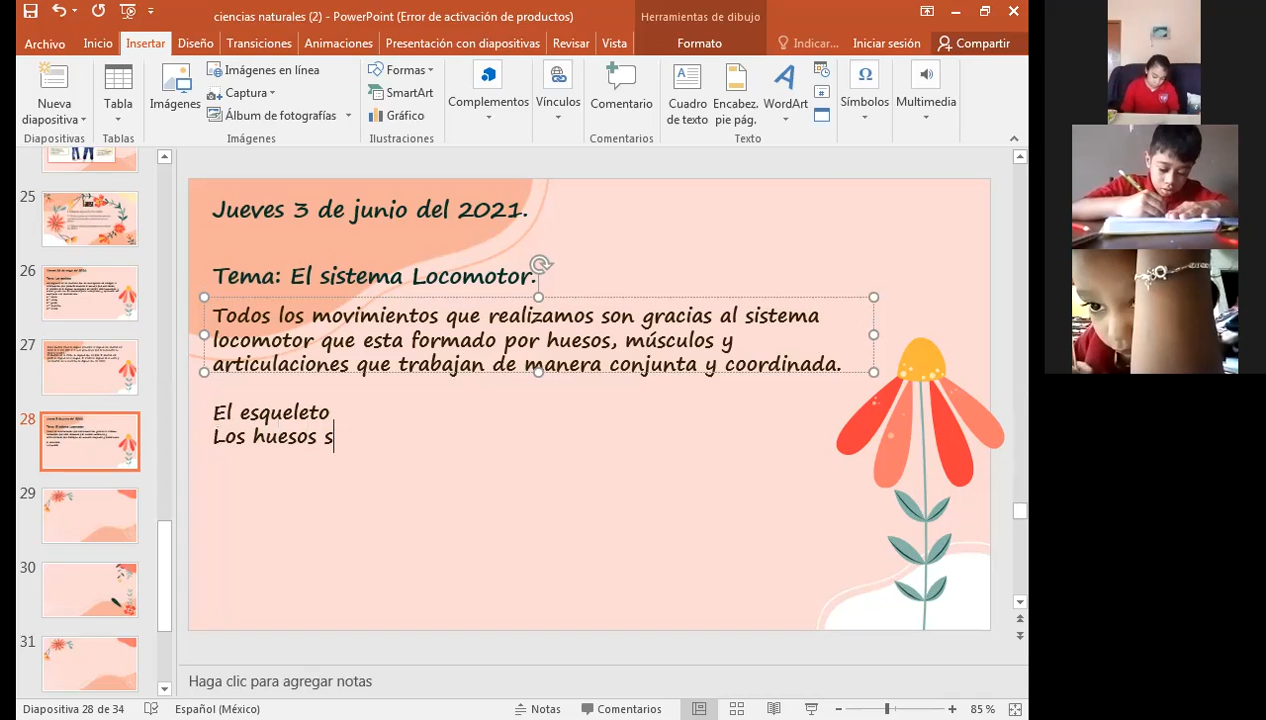 ciencias naturales (2) - PowerPoint (Error de activación de productos)
Herramientas de dibujo
Archivo
Inicio
Insertar
Diseño
Transiciones
Animaciones
Presentación con diapositivas
Revisar
Vista
Formato
Indicar...
Iniciar sesión
Compartir
Nueva diapositiva
Tabla
Imágenes
Imágenes en línea
Captura
Álbum de fotografías
Formas
SmartArt
Gráfico
Complementos
Vínculos
Comentario
Cuadro de texto
Encabez. pie pág.
WordArt
Símbolos
Multimedia
Diapositivas
Tablas
Imágenes
Ilustraciones
Comentarios
Texto
25
26
27
28
29
30
31
Jueves 3 de junio del 2021.
Tema: El sistema Locomotor.
Todos los movimientos que realizamos son gracias al sistema
locomotor que esta formado por huesos, músculos y
articulaciones que trabajan de manera conjunta y coordinada.
El esqueleto
Los huesos s
Haga clic para agregar notas
Diapositiva 28 de 34
Español (México)
Notas
Comentarios
85 %